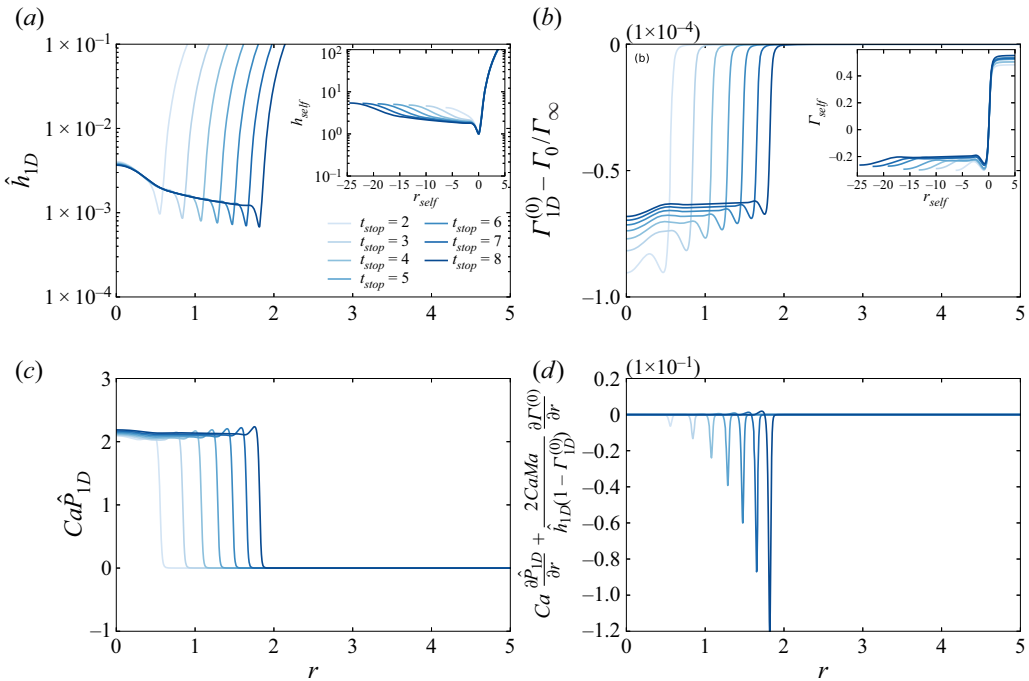 (a)
1 × 10⁻¹
1 × 10⁻²
1 × 10⁻³
1 × 10⁻⁴
ĥ1D
0 1 2 3 4 5
10²
10¹
10⁰
10⁻¹
h_self
−25 −20 −15 −10 −5 0 5
r_self
t_stop = 2
t_stop = 3
t_stop = 4
t_stop = 5
t_stop = 6
t_stop = 7
t_stop = 8
(b)
(1×10⁻⁴)
0
−0.5
−1.0
Γ1D⁽⁰⁾ − Γ0/Γ∞
0 1 2 3 4 5
(b)
0.4
0.2
0
−0.2
Γ_self
−25 −20 −15 −10 −5 0 5
r_self
(c)
3
2
1
0
−1
CaP̂1D
0 1 2 3 4 5
r
(d)
(1×10⁻¹)
0.2
0
−0.2
−0.4
−0.6
−0.8
−1.0
−1.2
Ca ∂P̂1D/∂r + 2CaMa/ĥ1D(1 − Γ1D⁽⁰⁾) ∂Γ⁽⁰⁾/∂r
0 1 2 3 4 5
r